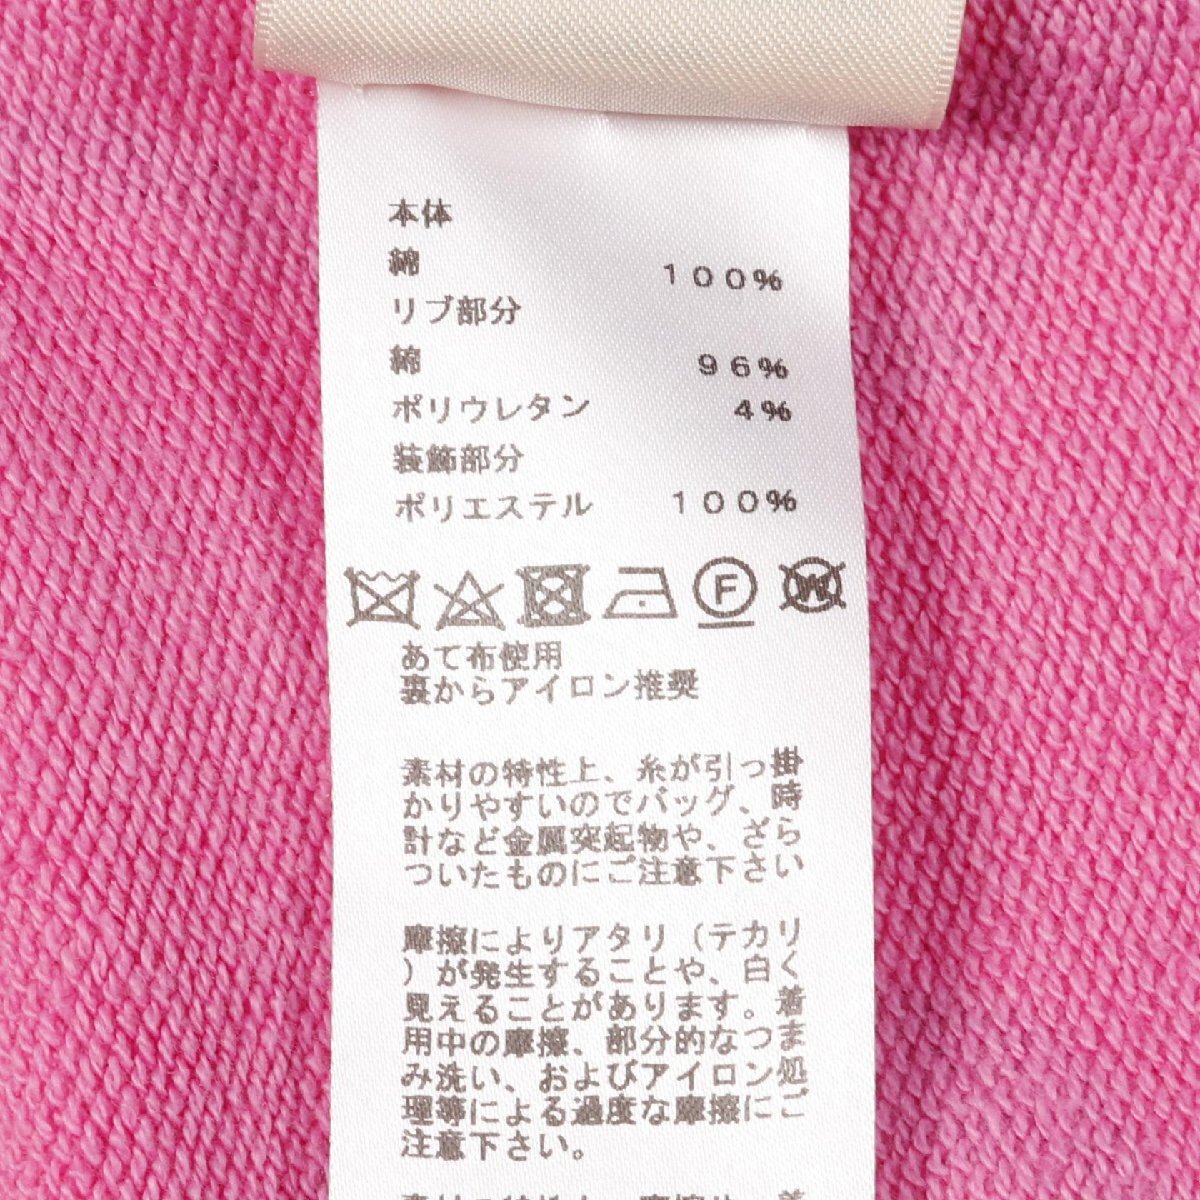 本体
綿 100%
リブ部分
綿 96%
ポリウレタン 4%
装飾部分
ポリエステル 100%
F W
あて布使用
裏からアイロン推奨
素材の特性上、糸が引っ掛
かりやすいのでバッグ、時
計など金属突起物や、ざら
ついたものにご注意下さい
摩擦によりアタリ（テカリ
）が発生することや、白く
見えることがあります。着
用中の摩擦、部分的なつま
み洗い、およびアイロン処
理等による過度な摩擦にご
注意下さい。